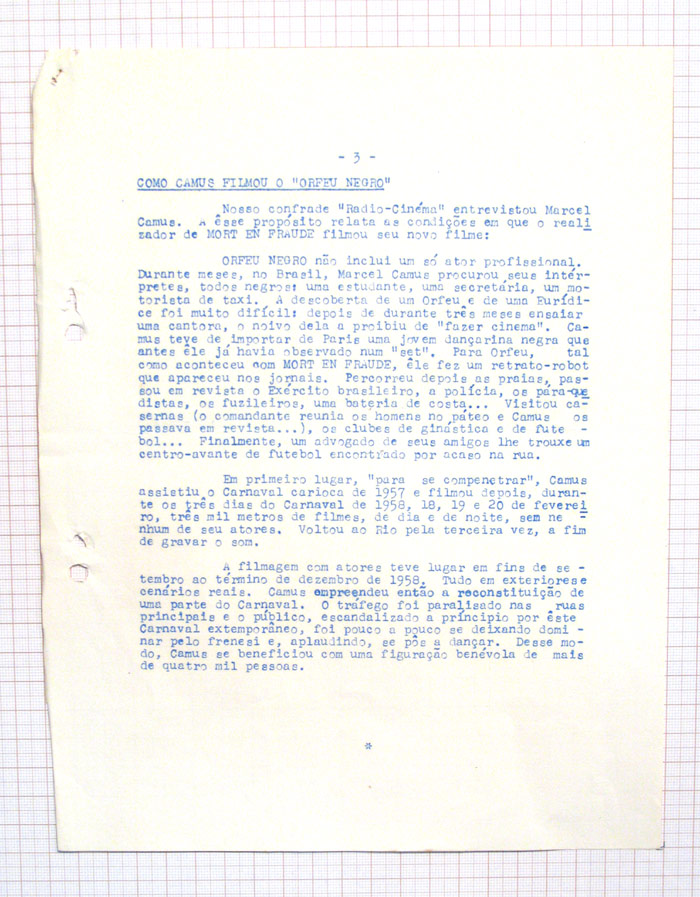 - 3 -
COMO CAMUS FILMOU O "ORFEU NEGRO"
Nosso confrade "Radio-Cinéma" entrevistou Marcel
Camus. A êsse propósito relata as condições em que o reali
zador de MORT EN FRAUDE filmou seu novo filme:
ORFEU NEGRO não inclui um só ator profissional.
Durante meses, no Brasil, Marcel Camus procurou seus intér-
pretes, todos negros: uma estudante, uma secretária, um mo-
torista de taxi. A descoberta de um Orfeu e de uma Eurídi-
ce foi muito difícil: depois de durante três meses ensaiar
uma cantora, o noivo dela a proibiu de "fazer cinema". Ca-
mus teve de importar de Paris uma jovem dançarina negra que
antes êle já havia observado num "set". Para Orfeu, tal
como aconteceu com MORT EN FRAUDE, êle fez um retrato-robot
que apareceu nos jornais. Percorreu depois as praias, pas-
sou em revista o Exército brasileiro, a polícia, os para-que
distas, os fuzileiros, uma bateria de costa... Visitou ca-
sernas (o comandante reunia os homens no páteo e Camus os
passava em revista...), os clubes de ginástica e de fute -
bol... Finalmente, um advogado de seus amigos lhe trouxe um
centro-avante de futebol encontrado por acaso na rua.
Em primeiro lugar, "para se compenetrar", Camus
assistiu o Carnaval carioca de 1957 e filmou depois, duran-
te os três dias do Carnaval de 1958, 18, 19 e 20 de feverei
ro, três mil metros de filmes, de dia e de noite, sem ne -
nhum de seu atores. Voltou ao Rio pela terceira vez, a fim
de gravar o som.
A filmagem com atores teve lugar em fins de se -
tembro ao término de dezembro de 1958. Tudo em exteriores e
cenários reais. Camus empreendeu então a reconstituição de
uma parte do Carnaval. O tráfego foi paralisado nas ruas
principais e o público, escandalizado a princípio por êste
Carnaval extemporâneo, foi pouco a pouco se deixando domi -
nar pelo frenesi e, aplaudindo, se pôs a dançar. Desse mo-
do, Camus se beneficiou com uma figuração benévola de mais
de quatro mil pessoas.
*